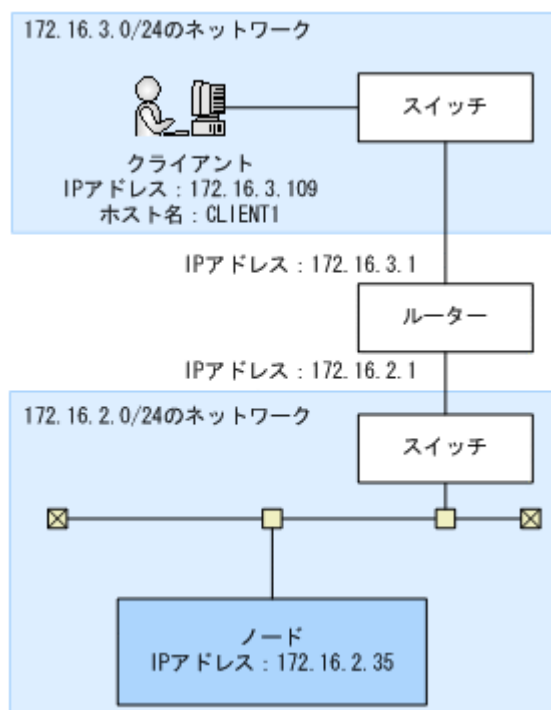 172.16.3.0/24のネットワーク
スイッチ
クライアント
IPアドレス：172.16.3.109
ホスト名：CLIENT1
IPアドレス：172.16.3.1
ルーター
IPアドレス：172.16.2.1
172.16.2.0/24のネットワーク
スイッチ
ノード
IPアドレス：172.16.2.35